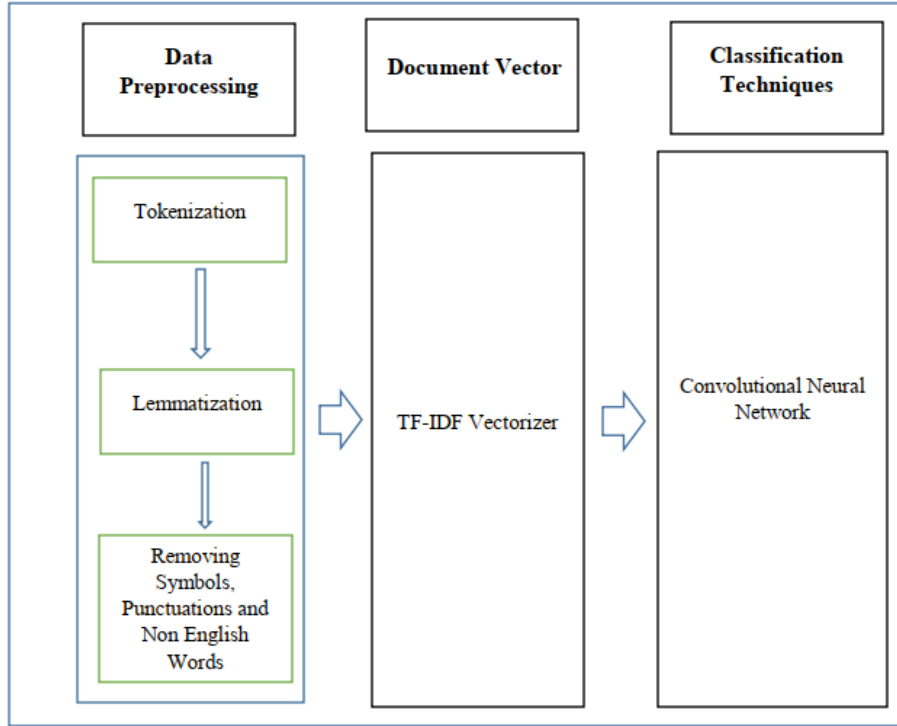 Data
Preprocessing
Document Vector
Classification
Techniques
Tokenization
Lemmatization
Removing
Symbols,
Punctuations and
Non English
Words
TF-IDF Vectorizer
Convolutional Neural
Network